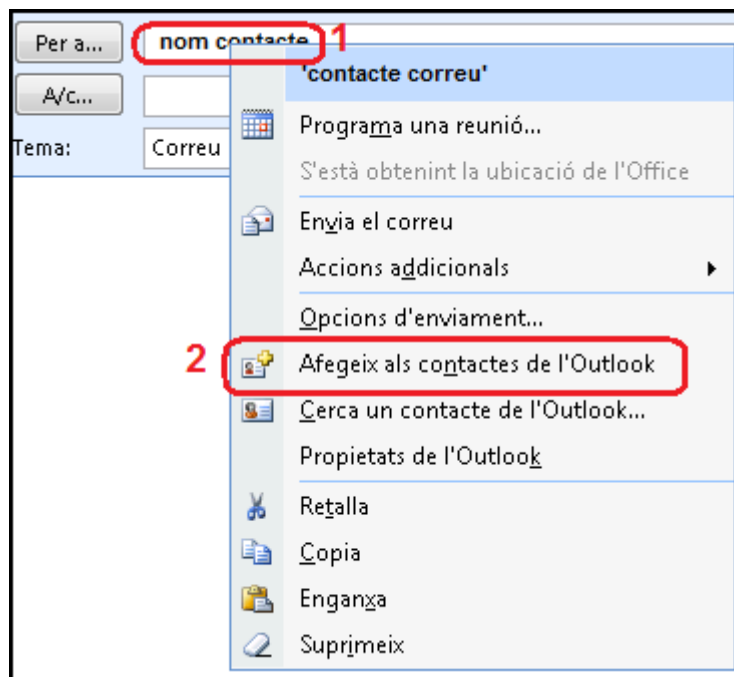 Per a... nom contacte 1
'contacte correu'
A/c...
Programa una reunió...
Tema: Correu
S'està obtenint la ubicació de l'Office
Envia el correu
Accions addicionals
Opcions d'enviament...
2 Afegeix als contactes de l'Outlook
Cerca un contacte de l'Outlook...
Propietats de l'Outlook
Retalla
Copia
Enganxa
Suprimeix